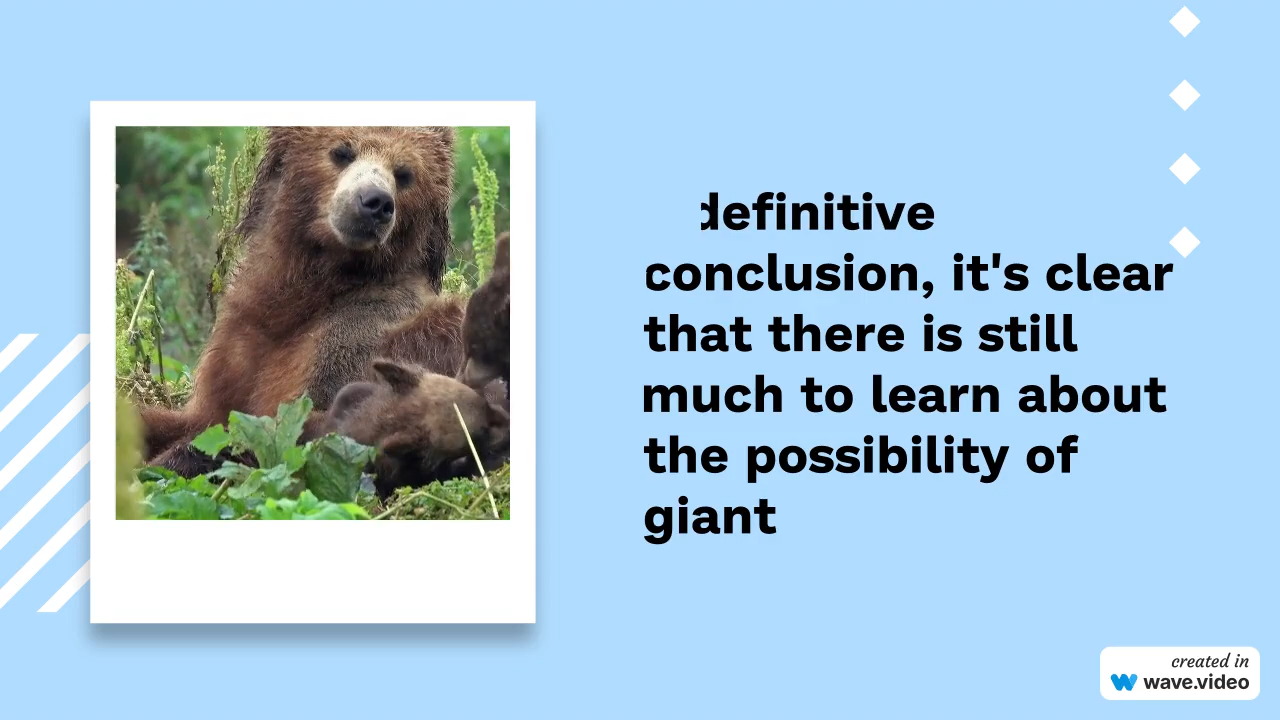 definitive
conclusion, it's clear
that there is still
much to learn about
the possibility of
giant
created in
wave.video